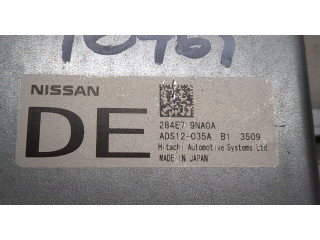 NISSAN
DE
284E7 9NA0A
ADS12-035A B1 3509
Hitachi Automotive Systems Ltd.
MADE IN JAPAN